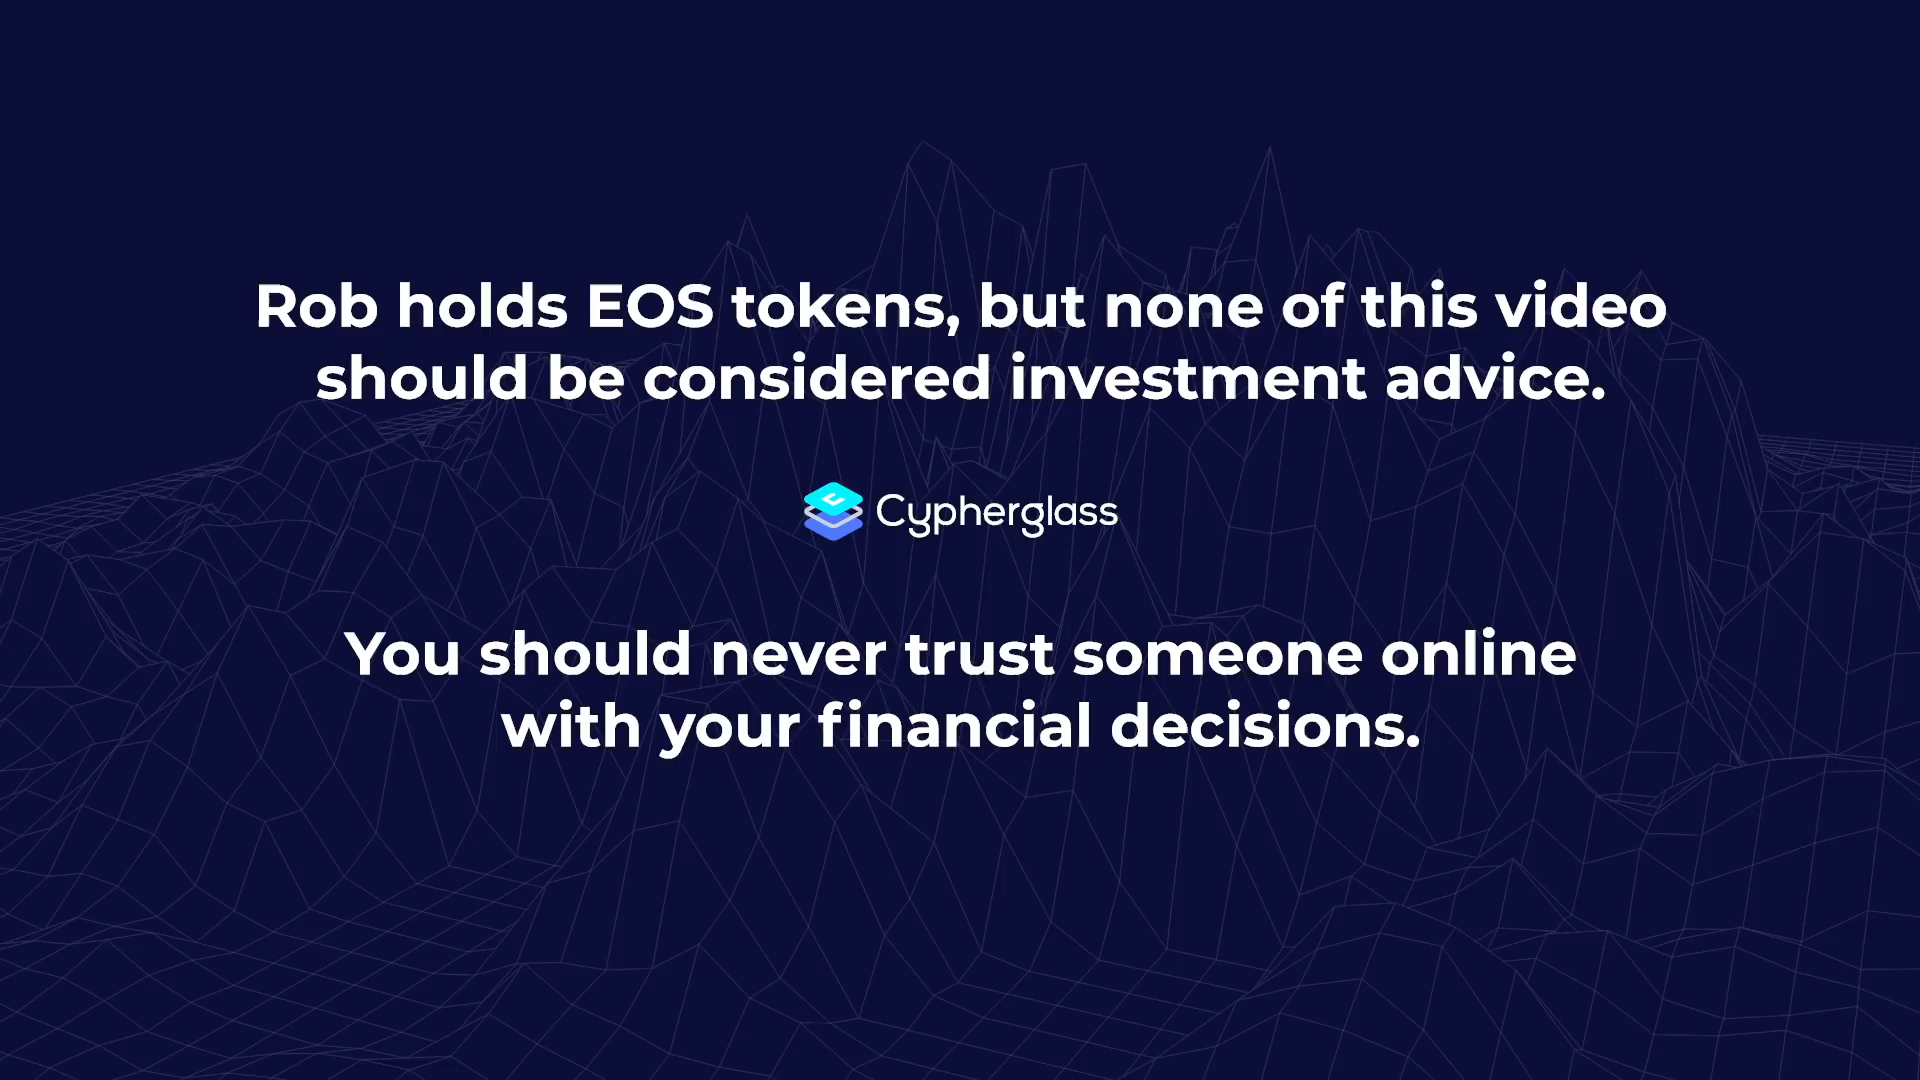 Rob holds EOS tokens, but none of this video
should be considered investment advice.
Cypherglass
You should never trust someone online
with your financial decisions.